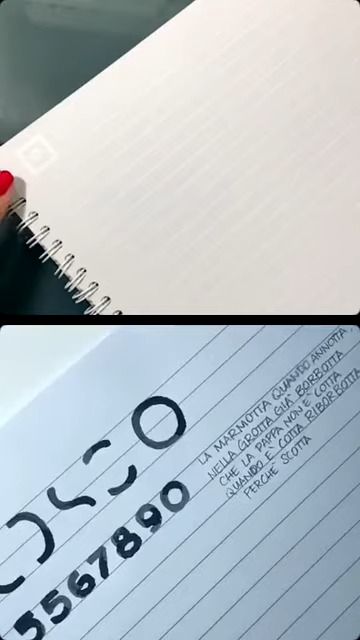 5567890
LA MARMOTTA QUANDO ANNOTTA,
NELLA GROTTA GIÀ BORBOTTA
CHE LA PAPPA NON È COTTA
QUANDO È COTTA RIBORBOTTA
PERCHÉ SCOTTA